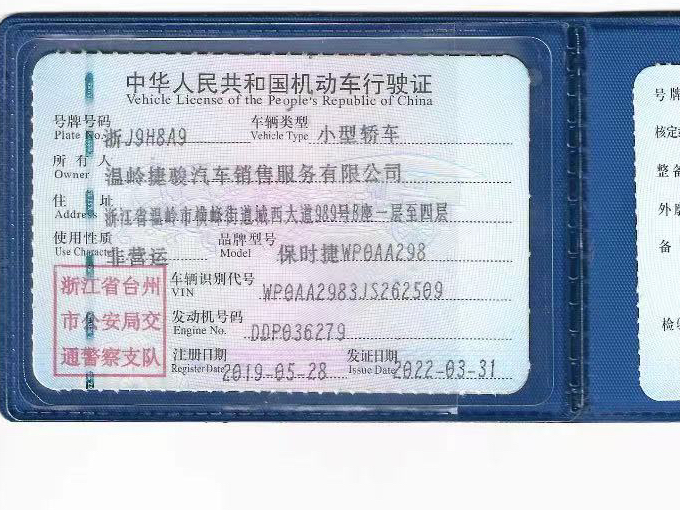 中华人民共和国机动车行驶证
Vehicle License of the People's Republic of China
号牌号码 浙J9H8A9 车辆类型 小型轿车
Plate No. Vehicle Type
所有人 温岭捷骏汽车销售服务有限公司
Owner
住址 浙江省温岭市横峰街道城西大道989号B座一层至四层
Address
使用性质 非营运 品牌型号 保时捷WP0AA298
Use Character Model
浙江省台州
市公安局交
通警察支队
车辆识别代号 WP0AA2983JS262509
VIN
发动机号码 DDP036279
Engine No.
注册日期 2019-05-28 发证日期 2022-03-31
Register Date Issue Date
号牌
核定
整备
外廓
备
检验